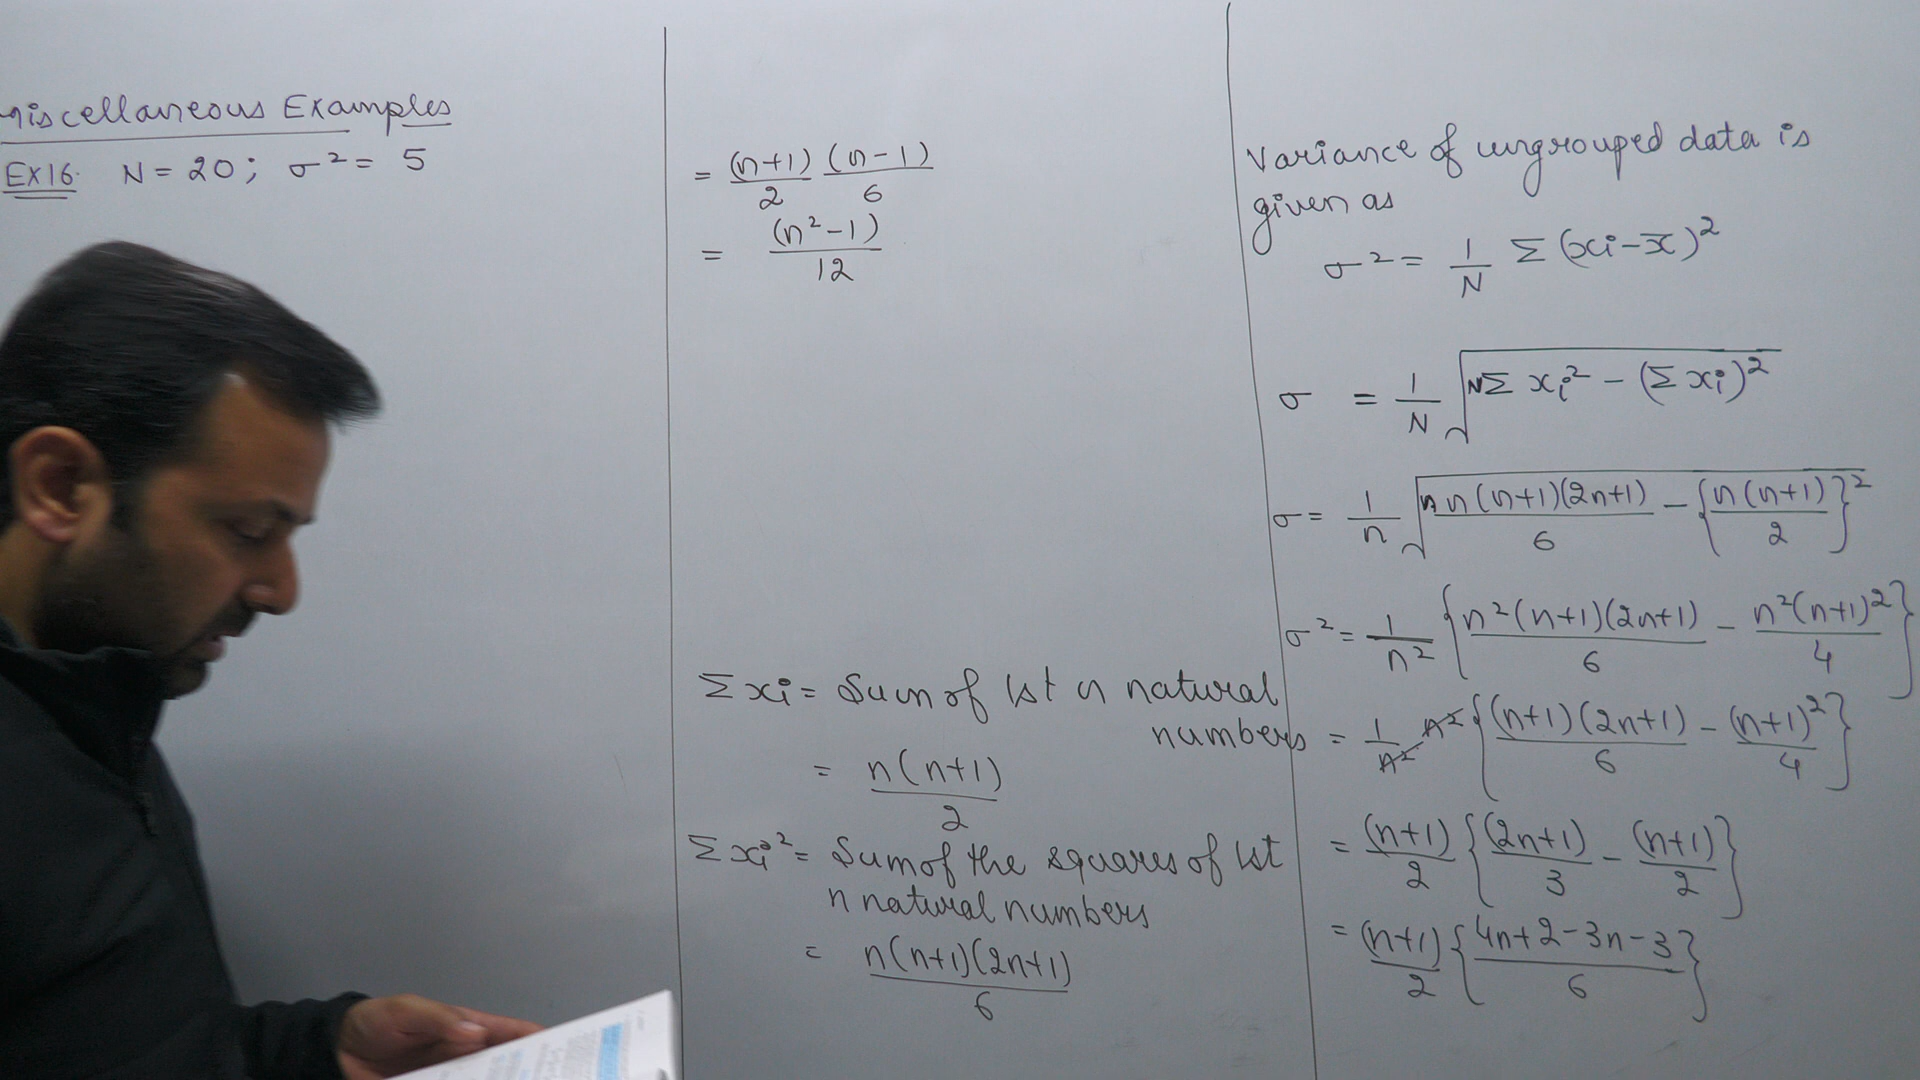 Miscellaneous Examples
EX16. N = 20 ; σ² = 5
= (n+1)/2 (n-1)/6
= (n²-1)/12
Σxi = Sum of 1st n natural
numbers
= n(n+1)/2
Σxi² = Sum of the squares of 1st
n natural numbers
= n(n+1)(2n+1)/6
Variance of ungrouped data is
given as
σ² = 1/N Σ(xi-x̄)²
σ = 1/N √(NΣxi² - (Σxi)²)
σ = 1/n √(n n(n+1)(2n+1)/6 - {n(n+1)/2}²)
σ² = 1/n² {n²(n+1)(2n+1)/6 - n²(n+1)²/4}
= 1/n² n² {(n+1)(2n+1)/6 - (n+1)²/4}
= (n+1)/2 {(2n+1)/3 - (n+1)/2}
= (n+1)/2 {4n+2-3n-3/6}